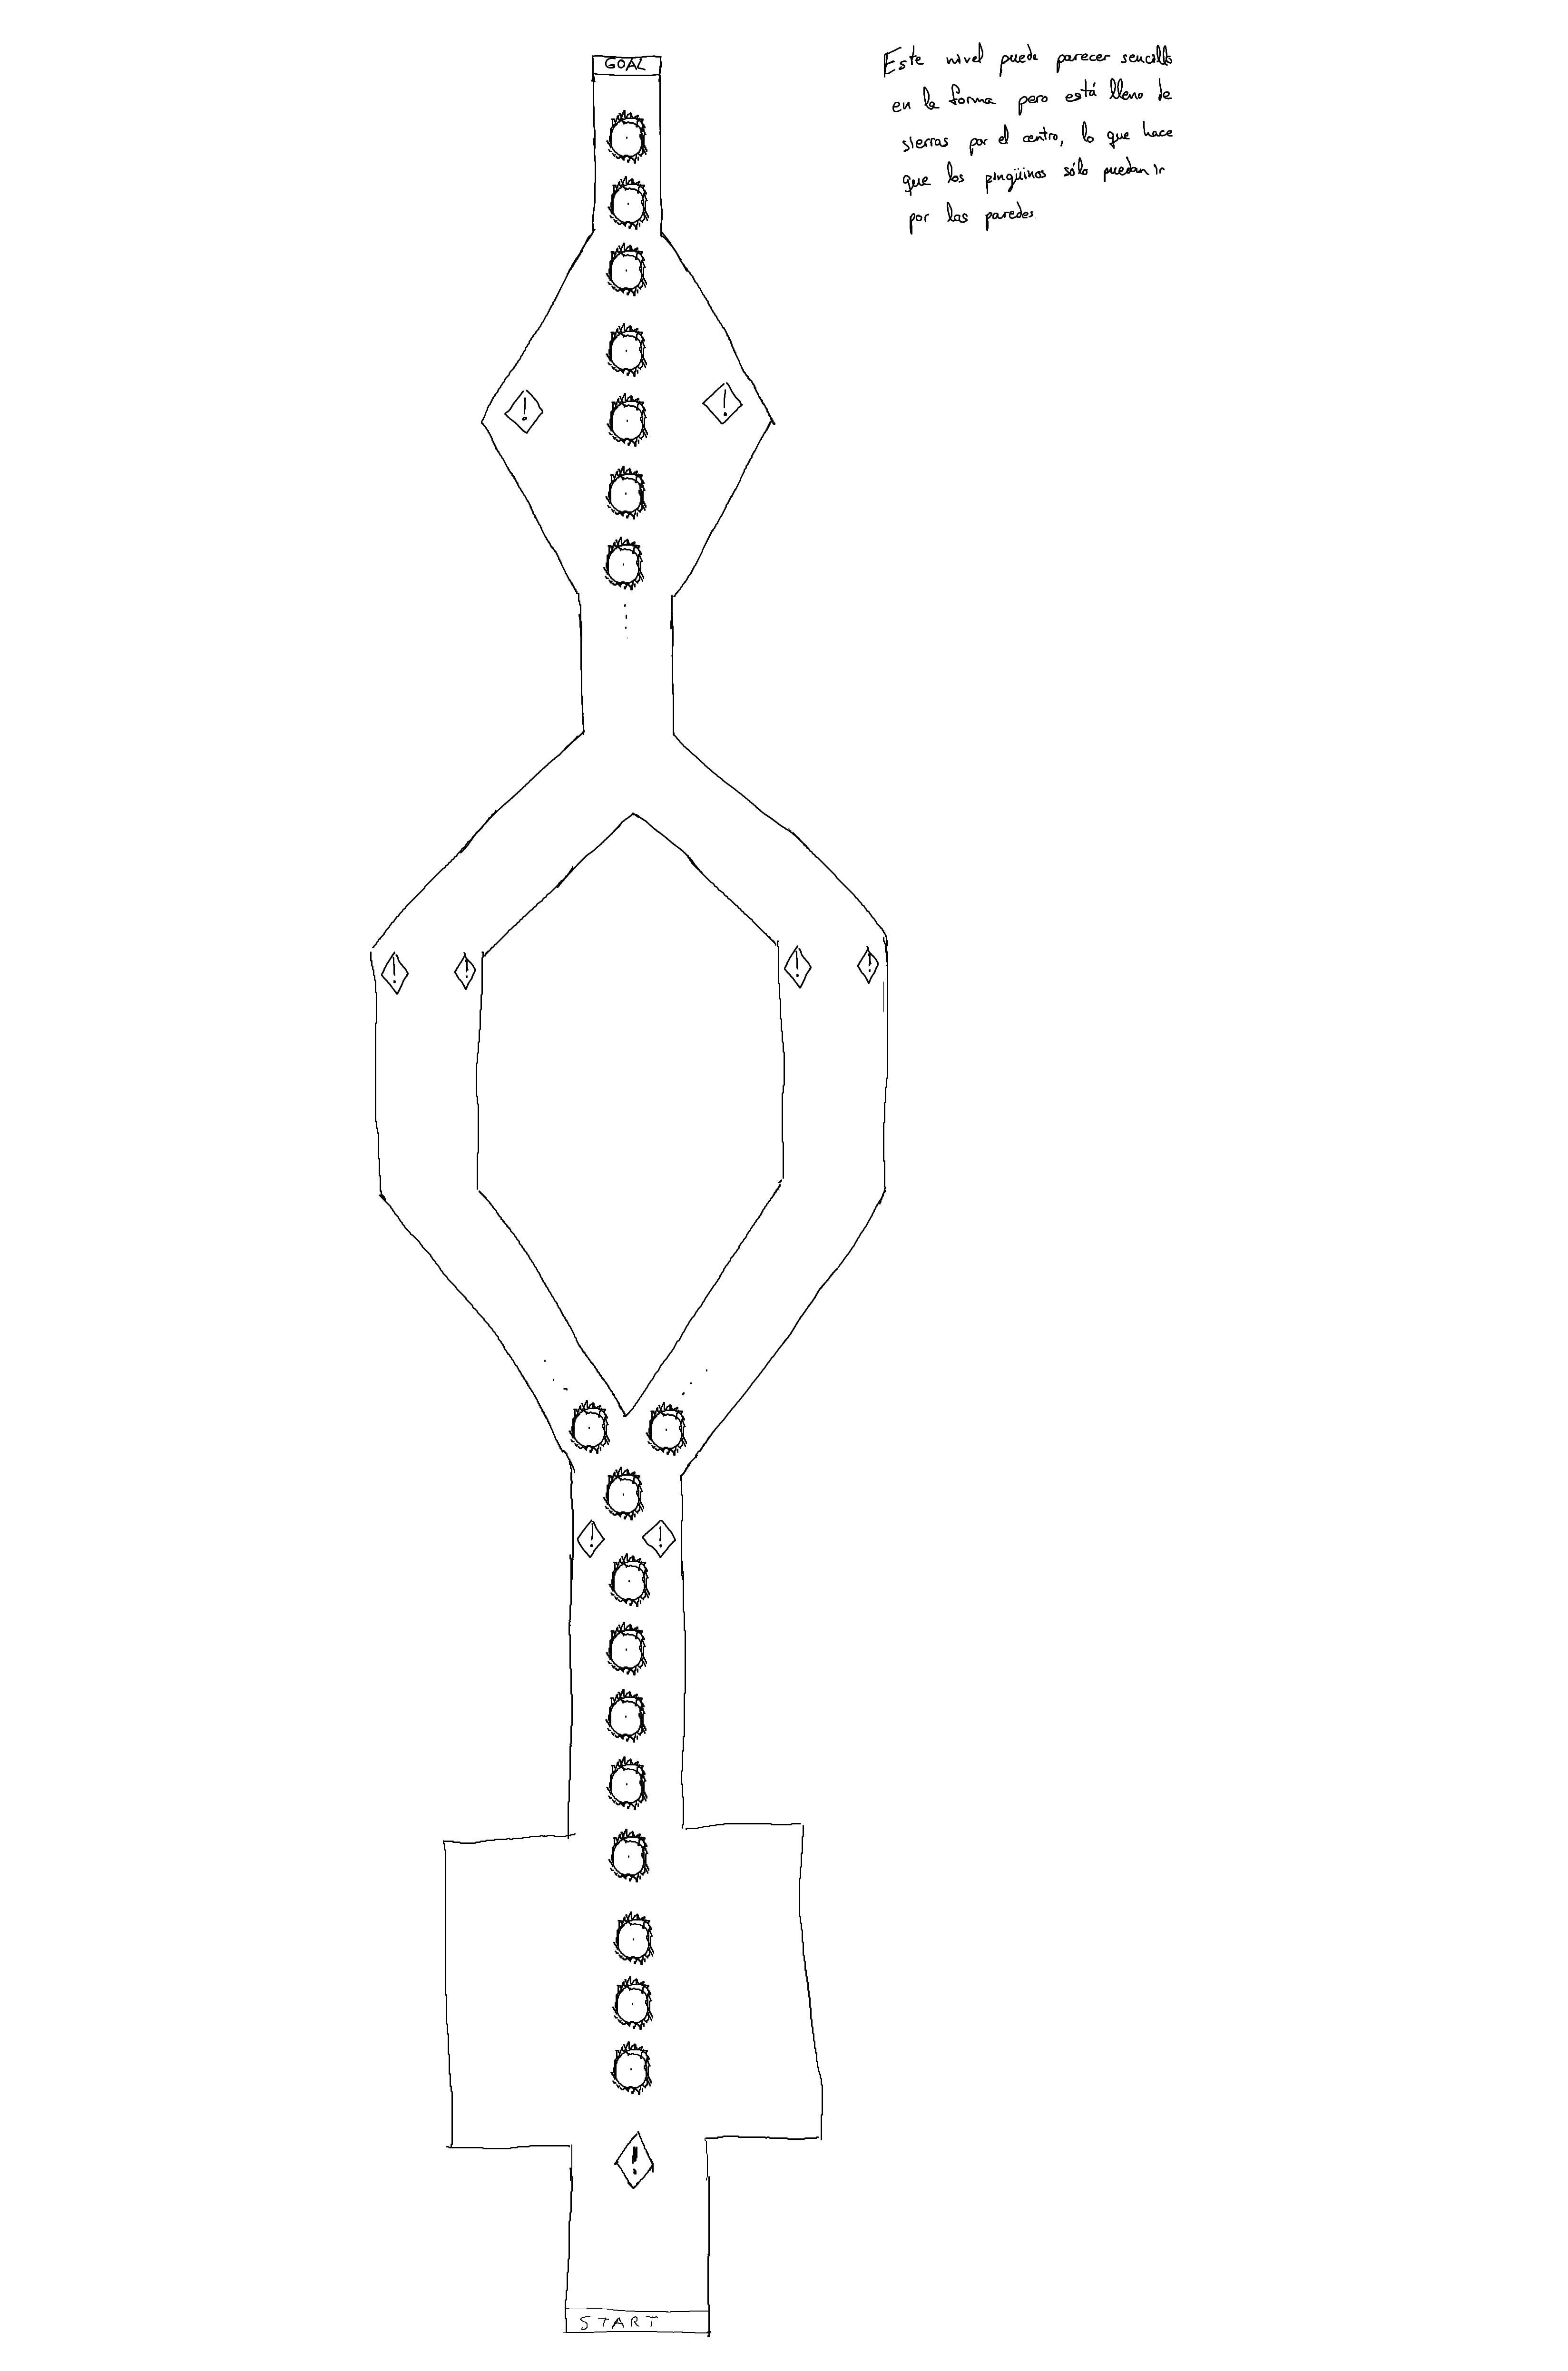 GOAL
Este nivel puede parecer sencillo
en la forma pero está lleno de
sierras por el centro, lo que hace
que los pingüinos sólo puedan ir
por las paredes.
!
!
!
!
!
!
!
!
!
START